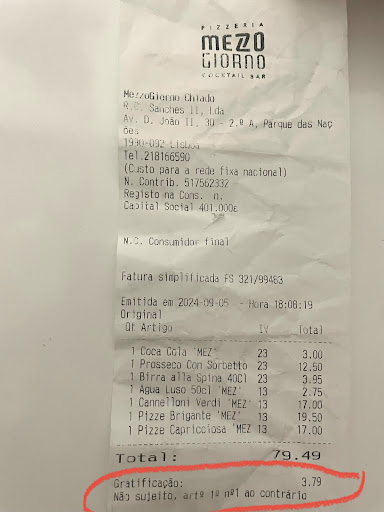 PIZZERIA
MEZZO
GIORNO
COCKTAIL BAR
MezzoGiorno Chiado
R.C. Sanches II, Lda
Av. D. João II, 30 - 2.º A, Parque das Naç
ões
1990-092 Lisboa
Tel.218166590
(Custo para a rede fixa nacional)
N. Contrib. 517562332
Registo na Cons. n.
Capital Social 401.000€
N.C. Consumidor final
Fatura simplificada FS 321/99483
Emitida em 2024-09-05 - Hora 18:08:19
Original
Qt Artigo IV Total
1 Coca Cola 'MEZ' 23 3.00
1 Prosseco Con Sorbetto 23 12.50
1 Birra alla Spina 40Cl 23 3.95
1 Agua Luso 50cl 'MEZ' 13 2.75
1 Cannelloni Verdi 'MEZ' 13 17.00
1 Pizze Brigante 'MEZ' 13 19.50
1 Pizze Capricciosa 'MEZ 13 17.00
Total: 79.49
Gratificação: 3.79
Não sujeito, artº 1º nº1 ao contrário